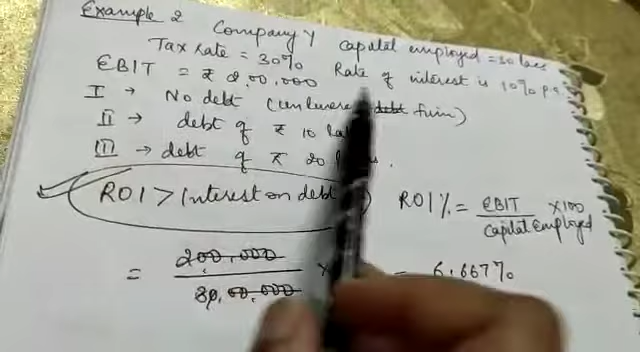 Example 2 Company Y capital employed = 30 lacs
Tax rate = 30%
EBIT = ₹ 2,00,000 Rate of interest is 10% p.a.
I → No debt (unlevered debt firm)
II → debt of ₹ 10
III → debt of ₹ 20
ROI > Interest on debt
ROI% = EBIT / Capital employed × 100
= 200,000 / 30,00,000 × = 6.667%